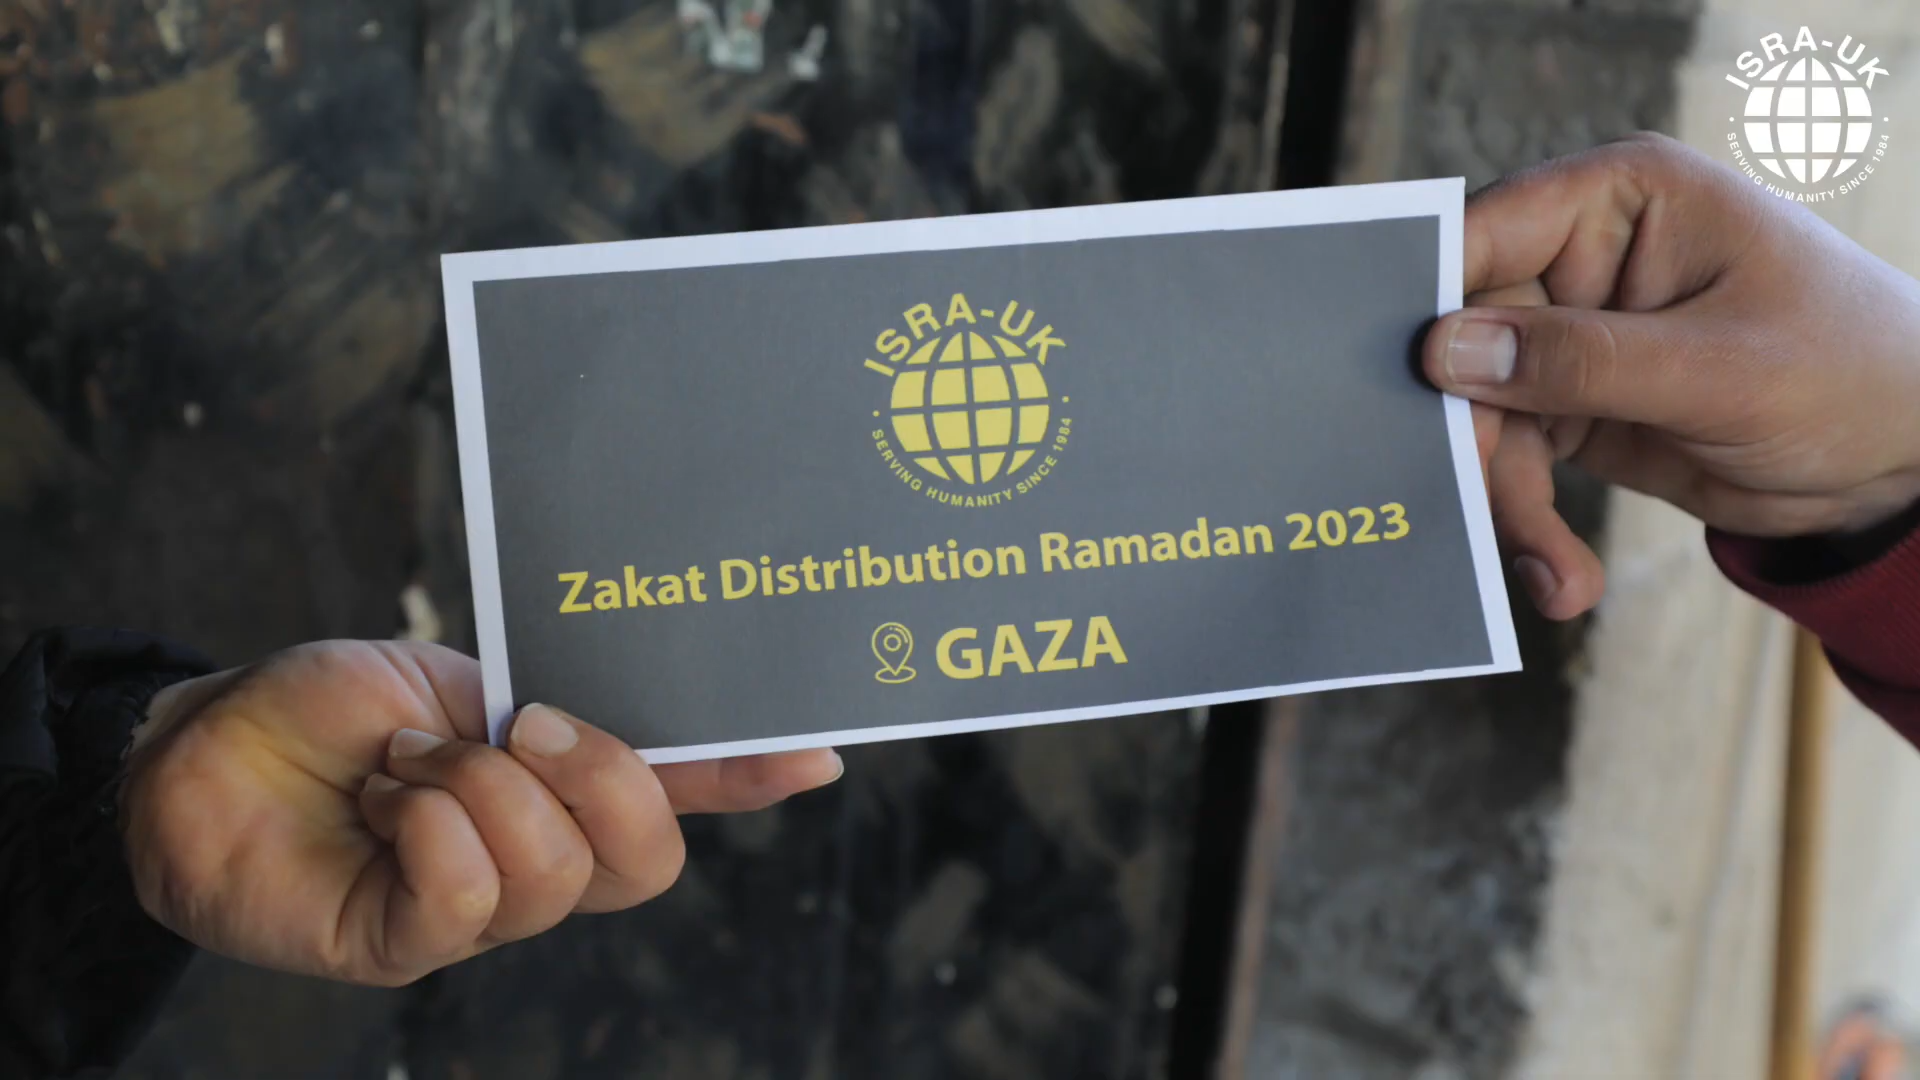 ISRA-UK
· SERVING HUMANITY SINCE 1984 ·
ISRA-UK
· SERVING HUMANITY SINCE 1984 ·
Zakat Distribution Ramadan 2023
GAZA